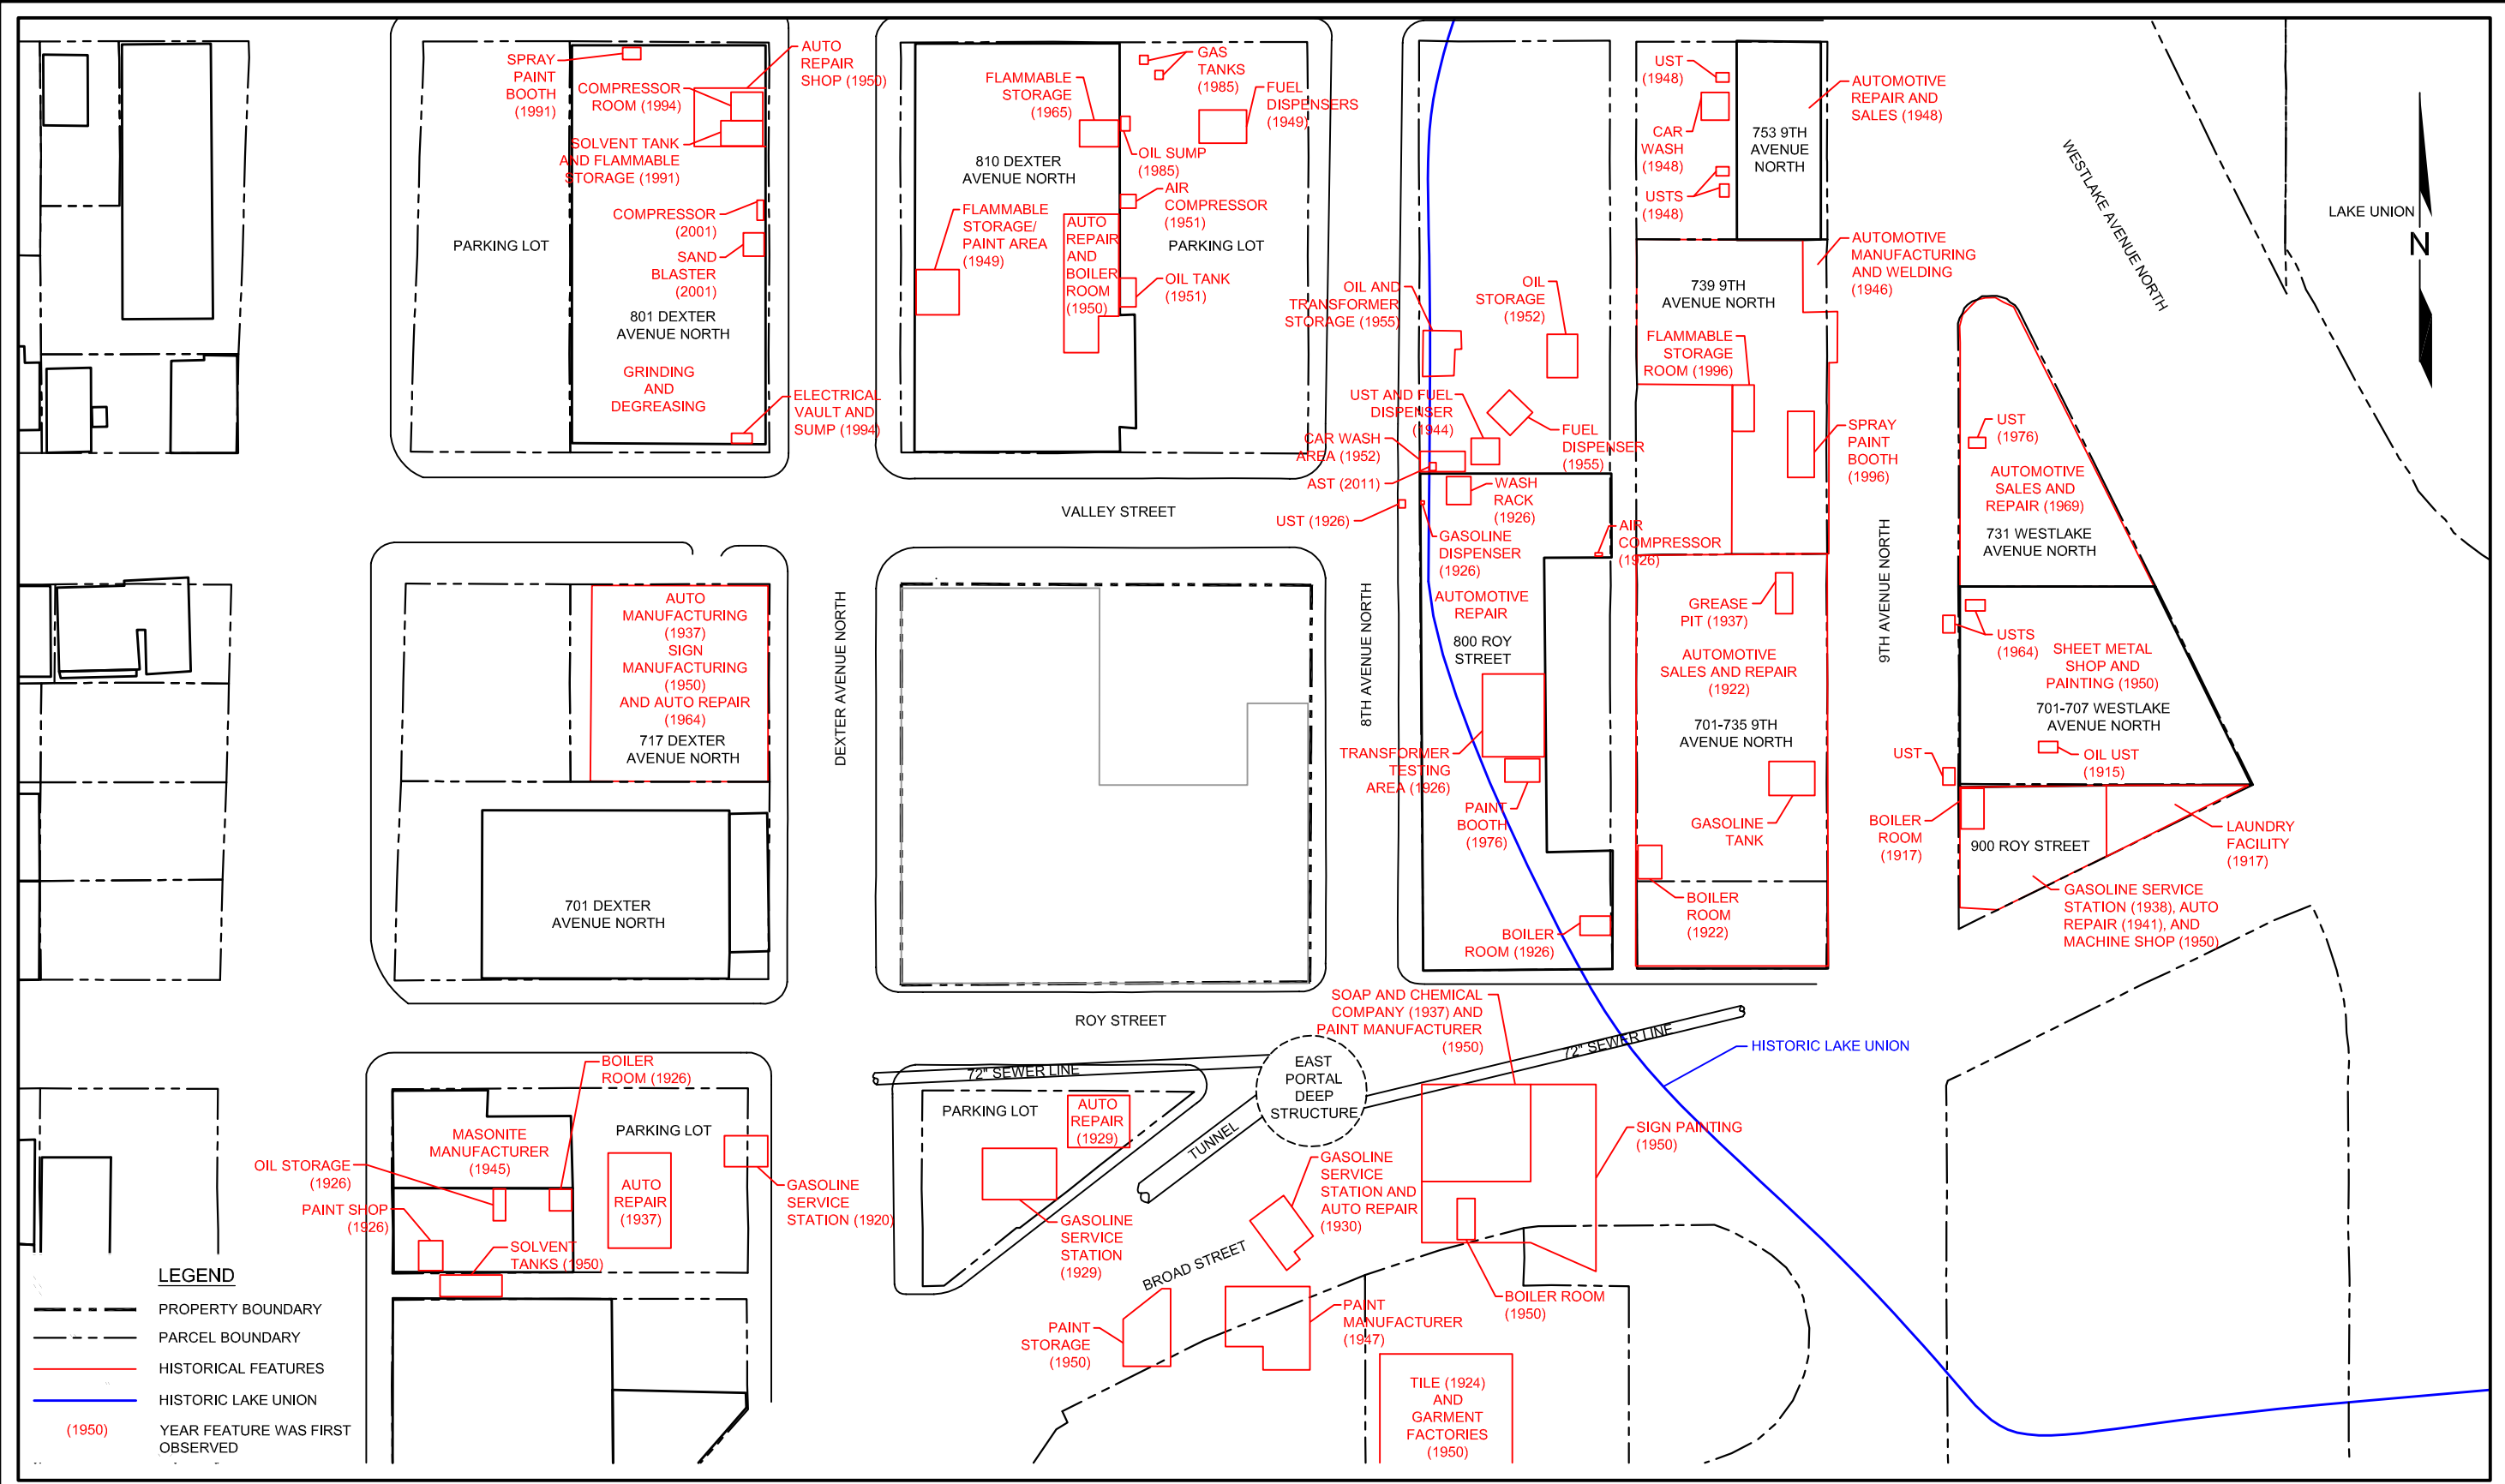 SPRAY
PAINT
BOOTH
(1991)
COMPRESSOR
ROOM (1994)
AUTO
REPAIR
SHOP (1950)
SOLVENT TANK
AND FLAMMABLE
STORAGE (1991)
COMPRESSOR
(2001)
SAND
BLASTER
(2001)
PARKING LOT
801 DEXTER
AVENUE NORTH
GRINDING
AND
DEGREASING
ELECTRICAL
VAULT AND
SUMP (1994)
FLAMMABLE
STORAGE
(1965)
GAS
TANKS
(1985)
FUEL
DISPENSERS
(1949)
810 DEXTER
AVENUE NORTH
OIL SUMP
(1985)
AIR
COMPRESSOR
(1951)
FLAMMABLE
STORAGE/
PAINT AREA
(1949)
AUTO
REPAIR
AND
BOILER
ROOM
(1950)
PARKING LOT
OIL TANK
(1951)
UST
(1948)
CAR
WASH
(1948)
USTS
(1948)
753 9TH
AVENUE
NORTH
AUTOMOTIVE
REPAIR AND
SALES (1948)
AUTOMOTIVE
MANUFACTURING
AND WELDING
(1946)
739 9TH
AVENUE NORTH
OIL AND
TRANSFORMER
STORAGE (1955)
OIL
STORAGE
(1952)
FLAMMABLE
STORAGE
ROOM (1996)
UST AND FUEL
DISPENSER
(1944)
CAR WASH
AREA (1952)
AST (2011)
UST (1926)
FUEL
DISPENSER
(1955)
SPRAY
PAINT
BOOTH
(1996)
WASH
RACK
(1926)
GASOLINE
DISPENSER
(1926)
AIR
COMPRESSOR
(1926)
WESTLAKE AVENUE NORTH
LAKE UNION
N
UST
(1976)
AUTOMOTIVE
SALES AND
REPAIR (1969)
731 WESTLAKE
AVENUE NORTH
VALLEY STREET
AUTO
MANUFACTURING
(1937)
SIGN
MANUFACTURING
(1950)
AND AUTO REPAIR
(1964)
717 DEXTER
AVENUE NORTH
701 DEXTER
AVENUE NORTH
DEXTER AVENUE NORTH
8TH AVENUE NORTH
9TH AVENUE NORTH
AUTOMOTIVE
REPAIR
800 ROY
STREET
TRANSFORMER
TESTING
AREA (1926)
PAINT
BOOTH
(1976)
BOILER
ROOM (1926)
GREASE
PIT (1937)
AUTOMOTIVE
SALES AND REPAIR
(1922)
701-735 9TH
AVENUE NORTH
GASOLINE
TANK
BOILER
ROOM
(1922)
USTS
(1964)
SHEET METAL
SHOP AND
PAINTING (1950)
701-707 WESTLAKE
AVENUE NORTH
UST
OIL UST
(1915)
BOILER
ROOM
(1917)
900 ROY STREET
LAUNDRY
FACILITY
(1917)
GASOLINE SERVICE
STATION (1938), AUTO
REPAIR (1941), AND
MACHINE SHOP (1950)
ROY STREET
BOILER
ROOM (1926)
MASONITE
MANUFACTURER
(1945)
PARKING LOT
OIL STORAGE
(1926)
PAINT SHOP
(1926)
AUTO
REPAIR
(1937)
SOLVENT
TANKS (1950)
GASOLINE
SERVICE
STATION (1920)
72" SEWER LINE
PARKING LOT
AUTO
REPAIR
(1929)
GASOLINE
SERVICE
STATION
(1929)
TUNNEL
EAST
PORTAL
DEEP
STRUCTURE
SOAP AND CHEMICAL
COMPANY (1937) AND
PAINT MANUFACTURER
(1950)
72" SEWER LINE
HISTORIC LAKE UNION
SIGN PAINTING
(1950)
GASOLINE
SERVICE
STATION AND
AUTO REPAIR
(1930)
BROAD STREET
PAINT
STORAGE
(1950)
PAINT
MANUFACTURER
(1947)
BOILER ROOM
(1950)
TILE (1924)
AND
GARMENT
FACTORIES
(1950)
LEGEND
PROPERTY BOUNDARY
PARCEL BOUNDARY
HISTORICAL FEATURES
HISTORIC LAKE UNION
(1950) YEAR FEATURE WAS FIRST
OBSERVED